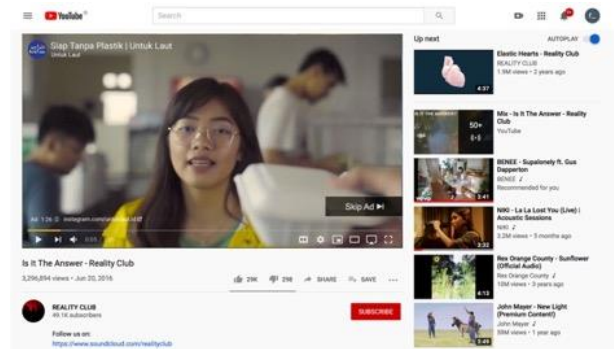 YouTube
Search
Siap Tanpa Plastik | Untuk Laut
Untuk Laut
Skip Ad
Is It The Answer - Reality Club
3,296,894 views • Jun 20, 2016
29K
298
SHARE
SAVE
REALITY CLUB
49.1K subscribers
SUBSCRIBE
Follow us on:
https://www.soundcloud.com/realityclub
Up next
AUTOPLAY
Elastic Hearts - Reality Club
REALITY CLUB
1.9M views • 2 years ago
4:37
Mix - Is It The Answer - Reality Club
YouTube
50+
BENEE - Supalonely ft. Gus
Dapperton
BENEE
Recommended for you
3:41
NIKI - La La Lost You (Live) |
Acoustic Sessions
NIKI
3.2M views • 5 months ago
3:32
Rex Orange County - Sunflower
(Official Audio)
Rex Orange County
10M views • 3 years ago
4:13
John Mayer - New Light
(Premium Content!)
John Mayer
59M views • 1 year ago
3:49